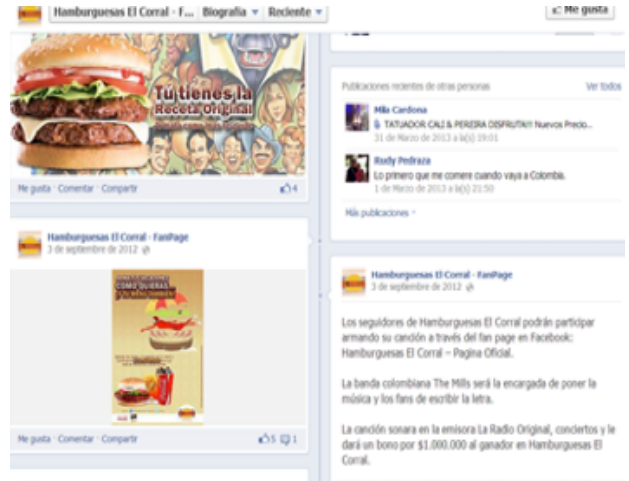 Hamburguesas El Corral - F... Biografía Reciente
Me gusta
Tú tienes la
Receta Original
Me gusta · Comentar · Compartir 4
Hamburguesas El Corral - FanPage
3 de septiembre de 2012
COMO QUIERAS
Me gusta · Comentar · Compartir 5 1
Publicaciones recientes de otras personas Ver todos
Mila Cardona
TATUADOR CALI & PEREIRA DISFRUTA!!! Nuevos Precio...
31 de Marzo de 2013 a la(s) 19:01
Rudy Pedraza
Lo primero que me comere cuando vaya a Colombia.
1 de Marzo de 2013 a la(s) 21:50
Más publicaciones
Hamburguesas El Corral - FanPage
3 de septiembre de 2012
Los seguidores de Hamburguesas El Corral podrán participar
armando su canción a través del fan page en Facebook:
Hamburguesas El Corral – Pagina Oficial.
La banda colombiana The Mills será la encargada de poner la
música y los fans de escribir la letra.
La canción sonara en la emisora La Radio Original, conciertos y le
dará un bono por $1.000.000 al ganador en Hamburguesas El
Corral.